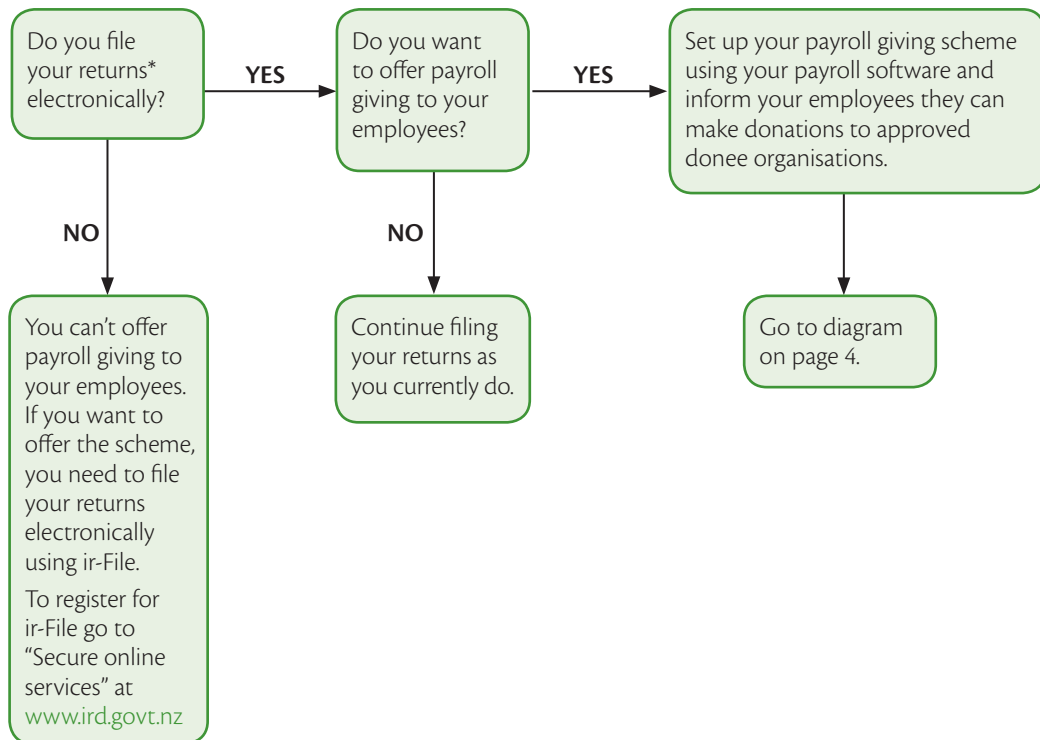 Do you file
your returns*
electronically?
YES
Do you want
to offer payroll
giving to your
employees?
YES
Set up your payroll giving scheme
using your payroll software and
inform your employees they can
make donations to approved
donee organisations.
NO
NO
You can’t offer
payroll giving to
your employees.
If you want to
offer the scheme,
you need to file
your returns
electronically
using ir-File.
To register for
ir-File go to
“Secure online
services” at
www.ird.govt.nz
Continue filing
your returns as
you currently do.
Go to diagram
on page 4.